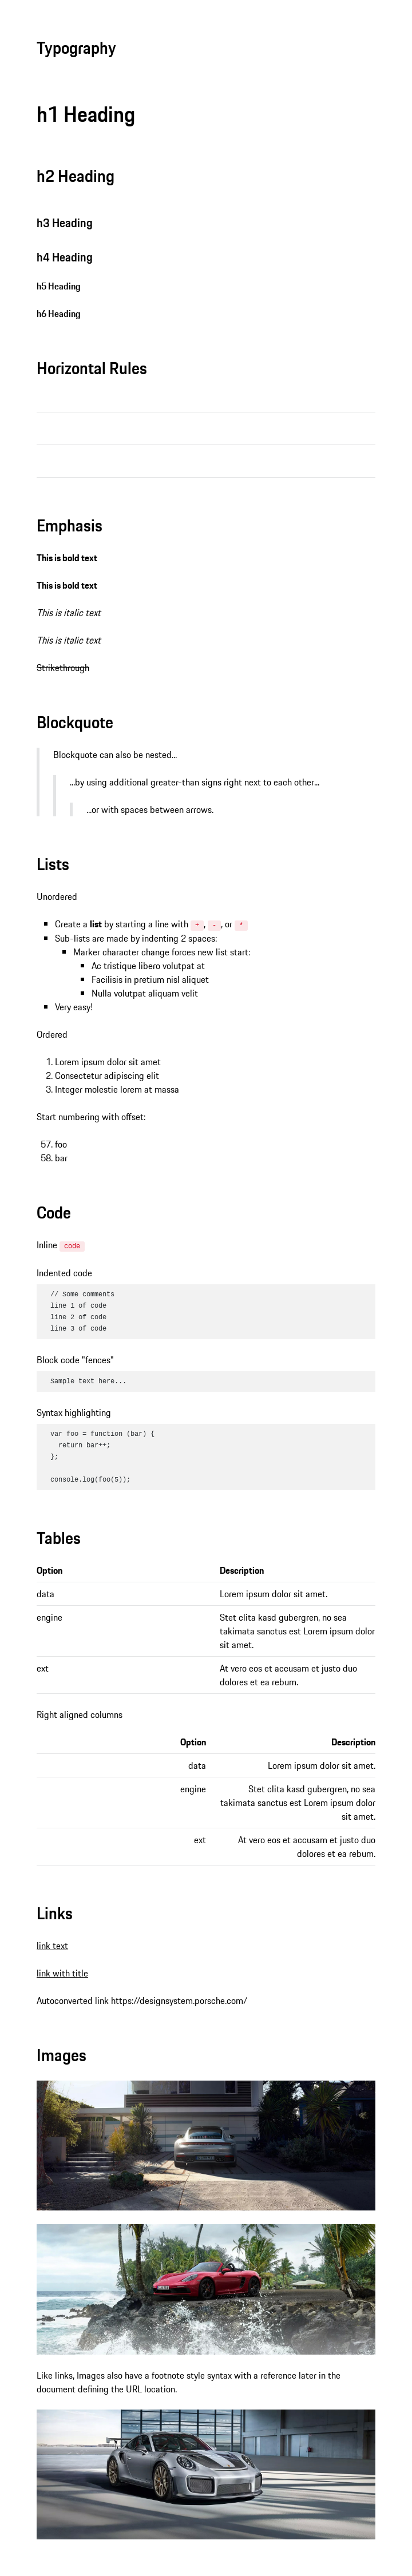 Typography
h1 Heading
h2 Heading
h3 Heading
h4 Heading
h5 Heading
h6 Heading
Horizontal Rules
Emphasis
This is bold text
This is bold text
This is italic text
This is italic text
Strikethrough
Blockquote
Blockquote can also be nested...
...by using additional greater-than signs right next to each other...
...or with spaces between arrows.
Lists
Unordered
Create a list by starting a line with +, -, or *
Sub-lists are made by indenting 2 spaces:
Marker character change forces new list start:
Ac tristique libero volutpat at
Facilisis in pretium nisl aliquet
Nulla volutpat aliquam velit
Very easy!
Ordered
1. Lorem ipsum dolor sit amet
2. Consectetur adipiscing elit
3. Integer molestie lorem at massa
Start numbering with offset:
57. foo
58. bar
Code
Inline code
Indented code
// Some comments
line 1 of code
line 2 of code
line 3 of code
Block code "fences"
Sample text here...
Syntax highlighting
var foo = function (bar) {
  return bar++;
};
console.log(foo(5));
Tables
Option Description
data Lorem ipsum dolor sit amet.
engine Stet clita kasd gubergren, no sea
takimata sanctus est Lorem ipsum dolor
sit amet.
ext At vero eos et accusam et justo duo
dolores et ea rebum.
Right aligned columns
Option Description
data Lorem ipsum dolor sit amet.
engine Stet clita kasd gubergren, no sea
takimata sanctus est Lorem ipsum dolor
sit amet.
ext At vero eos et accusam et justo duo
dolores et ea rebum.
Links
link text
link with title
Autoconverted link https://designsystem.porsche.com/
Images
Like links, Images also have a footnote style syntax with a reference later in the
document defining the URL location.